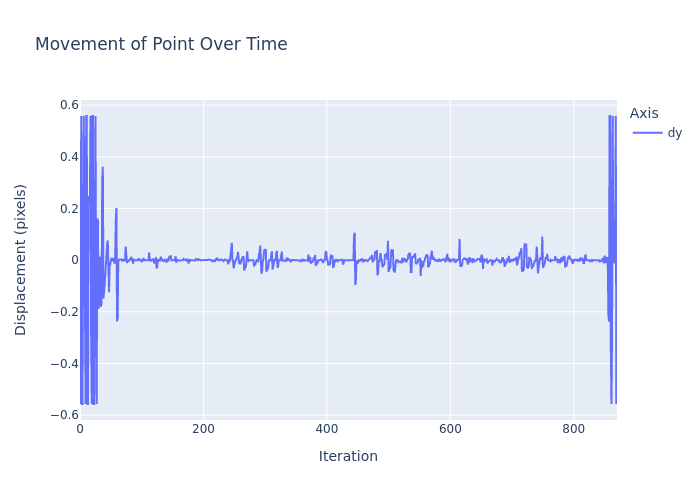 Movement of Point Over Time
Axis
dy
Displacement (pixels)
0.6
0.4
0.2
0
−0.2
−0.4
−0.6
0
200
400
600
800
Iteration